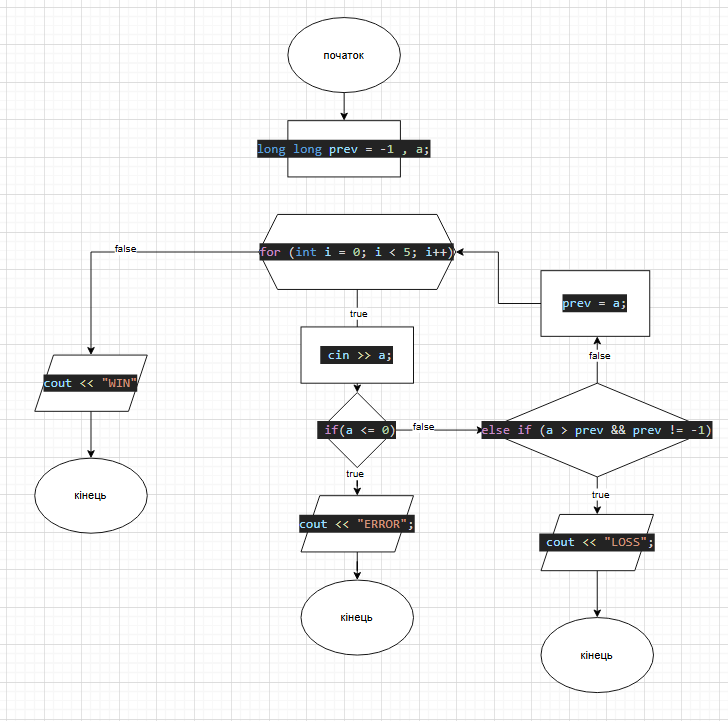 початок
long long prev = -1 , a;
for (int i = 0; i < 5; i++)
false
true
prev = a;
cin >> a;
false
cout << "WIN"
if(a <= 0)
false
else if (a > prev && prev != -1)
true
true
кінець
cout << "ERROR";
cout << "LOSS";
кінець
кінець